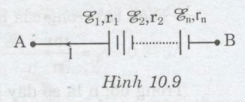 ℰ₁,r₁ ℰ₂,r₂ ℰₙ,rₙ
A I B
Hình 10.9